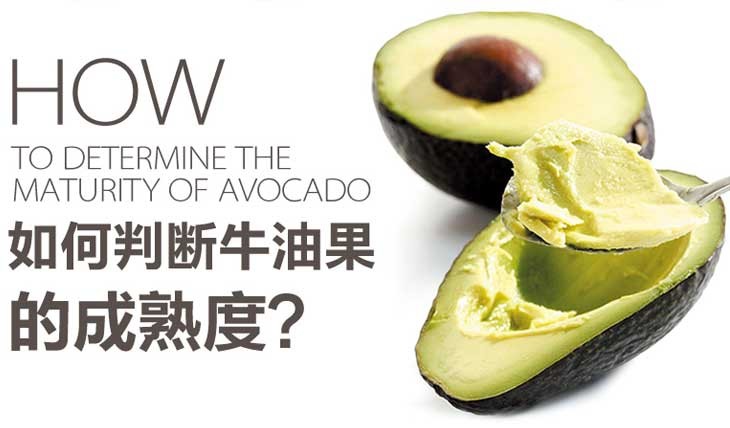 HOW
TO DETERMINE THE
MATURITY OF AVOCADO
如何判断牛油果
的成熟度?